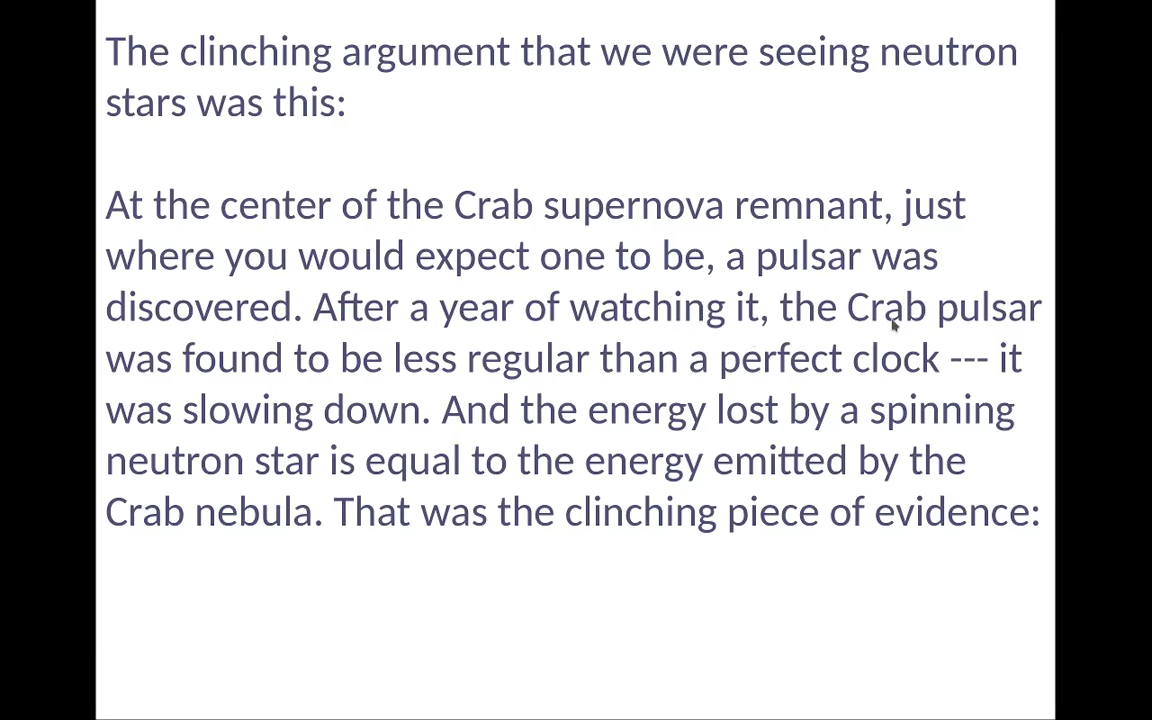 The clinching argument that we were seeing neutron
stars was this:
At the center of the Crab supernova remnant, just
where you would expect one to be, a pulsar was
discovered. After a year of watching it, the Crab pulsar
was found to be less regular than a perfect clock --- it
was slowing down. And the energy lost by a spinning
neutron star is equal to the energy emitted by the
Crab nebula. That was the clinching piece of evidence: